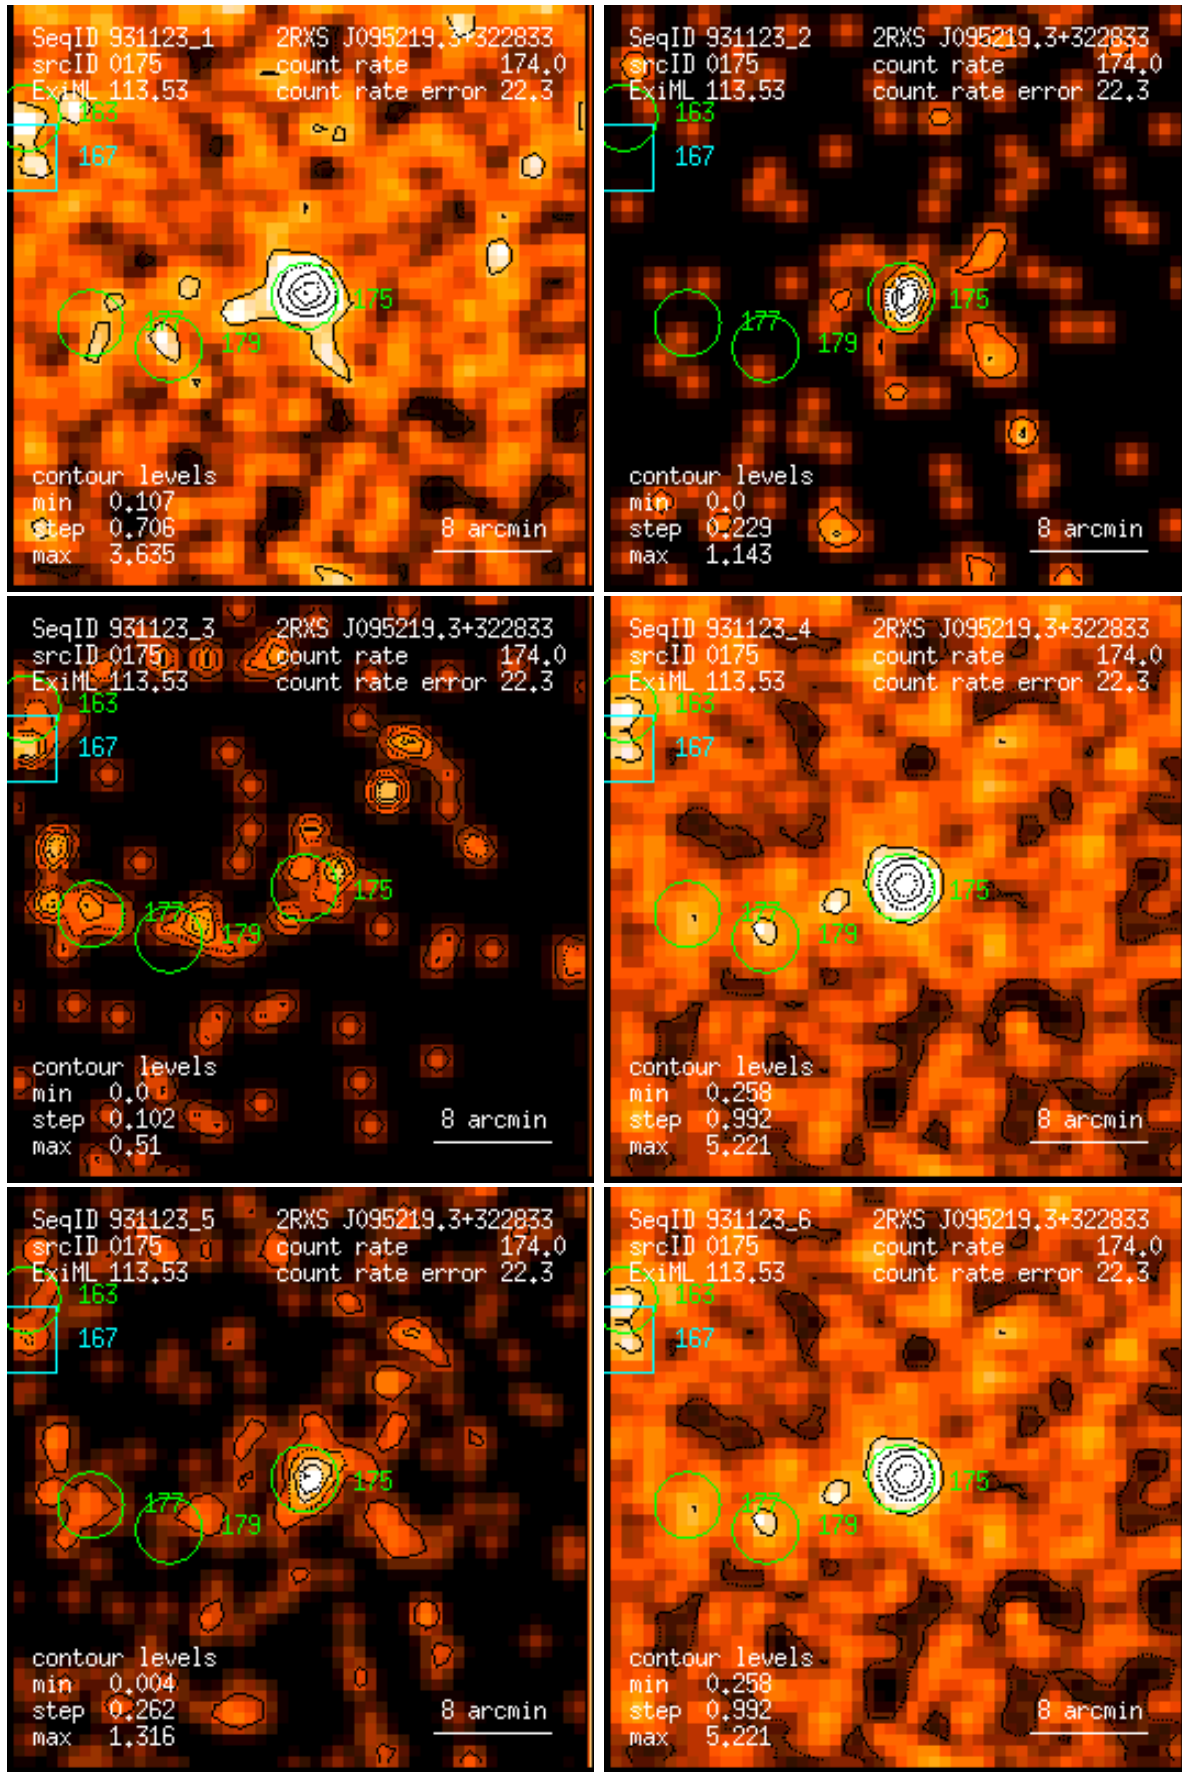 SeqID 931123_1 2RXS J095219.3+322833
srcID 0175 count rate 174.0
ExiML 113.53 count rate error 22.3
163
167
175
177
179
contour levels
min 0.107
step 0.706
max 3.635
8 arcmin
SeqID 931123_2 2RXS J095219.3+322833
srcID 0175 count rate 174.0
ExiML 113.53 count rate error 22.3
163
167
175
177
179
contour levels
min 0.0
step 0.229
max 1.143
8 arcmin
SeqID 931123_3 2RXS J095219.3+322833
srcID 0175 count rate 174.0
ExiML 113.53 count rate error 22.3
163
167
175
177
179
contour levels
min 0.0
step 0.102
max 0.51
8 arcmin
SeqID 931123_4 2RXS J095219.3+322833
srcID 0175 count rate 174.0
ExiML 113.53 count rate error 22.3
163
167
175
177
179
contour levels
min 0.258
step 0.992
max 5.221
8 arcmin
SeqID 931123_5 2RXS J095219.3+322833
srcID 0175 count rate 174.0
ExiML 113.53 count rate error 22.3
163
167
175
177
179
contour levels
min 0.004
step 0.262
max 1.316
8 arcmin
SeqID 931123_6 2RXS J095219.3+322833
srcID 0175 count rate 174.0
ExiML 113.53 count rate error 22.3
163
167
175
177
179
contour levels
min 0.258
step 0.992
max 5.221
8 arcmin